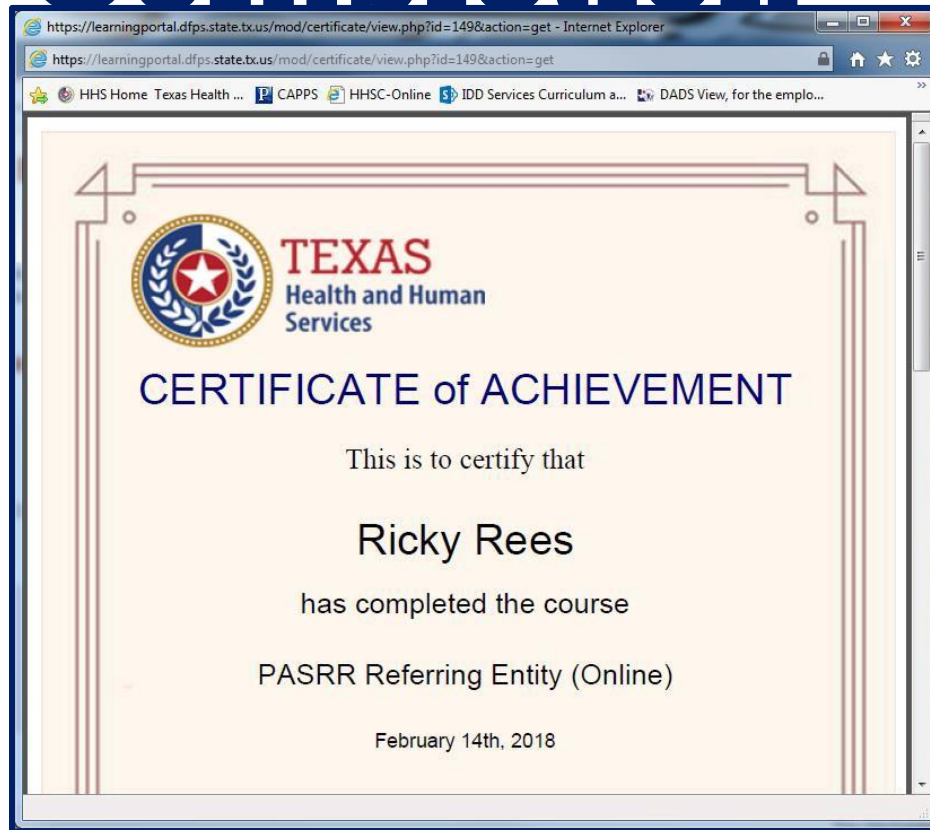 https://learningportal.dfps.state.tx.us/mod/certificate/view.php?id=149&action=get - Internet Explorer
https://learningportal.dfps.state.tx.us/mod/certificate/view.php?id=149&action=get
HHS Home Texas Health ... CAPPS HHSC-Online IDD Services Curriculum a... DADS View, for the emplo...
TEXAS
Health and Human
Services
CERTIFICATE of ACHIEVEMENT
This is to certify that
Ricky Rees
has completed the course
PASRR Referring Entity (Online)
February 14th, 2018